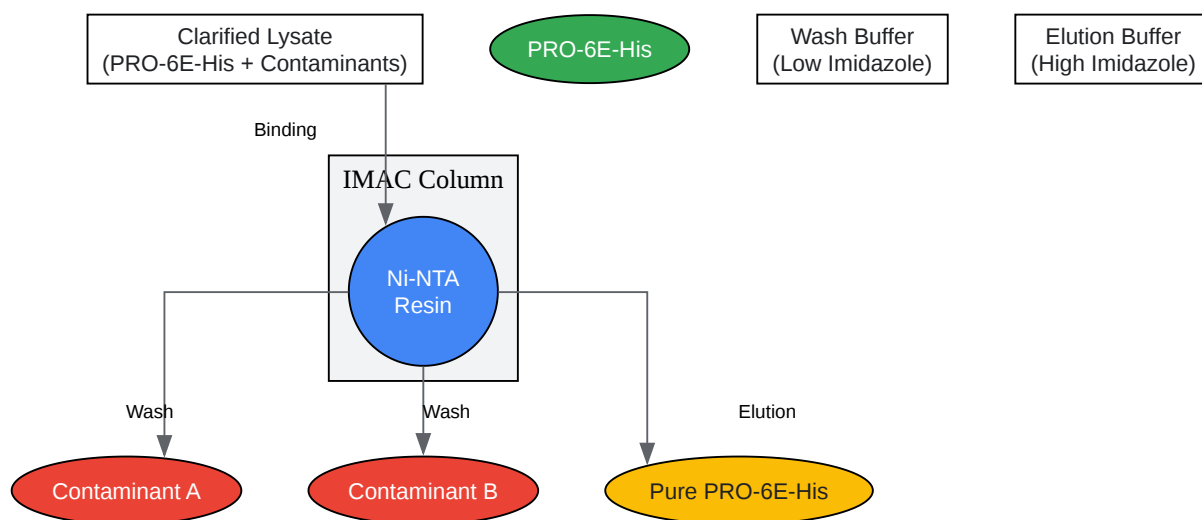 Clarified Lysate
(PRO-6E-His + Contaminants)
PRO-6E-His
Wash Buffer
(Low Imidazole)
Elution Buffer
(High Imidazole)
Binding
IMAC Column
Ni-NTA
Resin
Wash
Wash
Elution
Contaminant A
Contaminant B
Pure PRO-6E-His